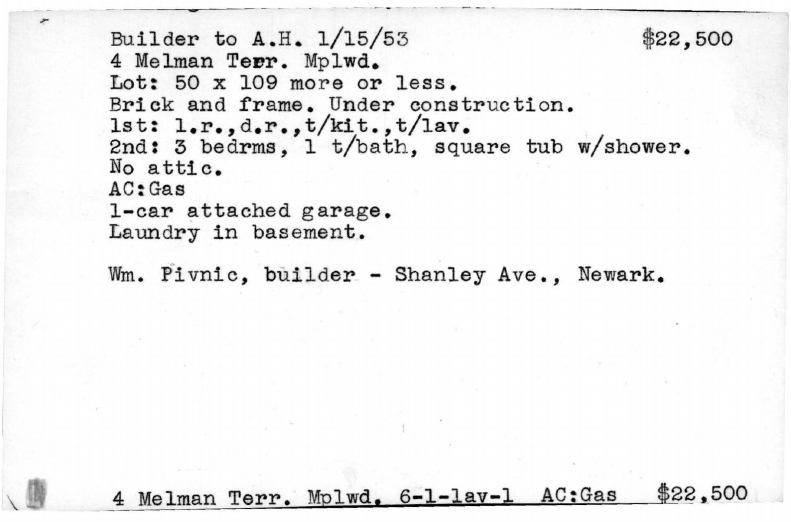 Builder to A.H. 1/15/53 $22,500
4 Melman Terr. Mplwd.
Lot: 50 x 109 more or less.
Brick and frame. Under construction.
1st: l.r.,d.r.,t/kit.,t/lav.
2nd: 3 bedrms, 1 t/bath, square tub w/shower.
No attic.
AC:Gas
1-car attached garage.
Laundry in basement.
Wm. Pivnic, builder - Shanley Ave., Newark.
4 Melman Terr. Mplwd. 6-1-lav-1 AC:Gas $22,500